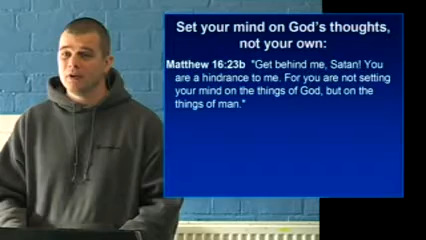 Set your mind on God's thoughts,
not your own:
Matthew 16:23b "Get behind me, Satan! You
are a hindrance to me. For you are not setting
your mind on the things of God, but on the
things of man."